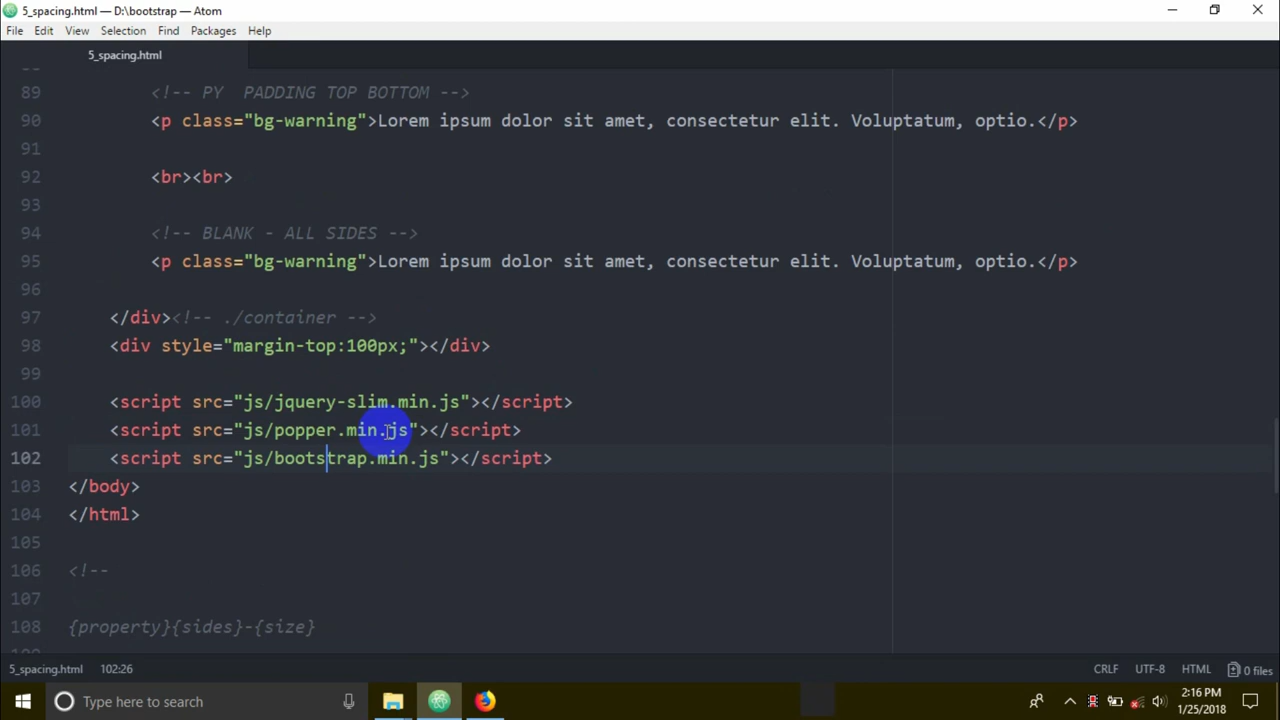 5_spacing.html — D:\bootstrap — Atom
File Edit View Selection Find Packages Help
5_spacing.html
89 <!-- PY  PADDING TOP BOTTOM -->
90 <p class="bg-warning">Lorem ipsum dolor sit amet, consectetur elit. Voluptatum, optio.</p>
91
92 <br><br>
93
94 <!-- BLANK - ALL SIDES -->
95 <p class="bg-warning">Lorem ipsum dolor sit amet, consectetur elit. Voluptatum, optio.</p>
96
97 </div><!-- ./container -->
98 <div style="margin-top:100px;"></div>
99
100 <script src="js/jquery-slim.min.js"></script>
101 <script src="js/popper.min.js"></script>
102 <script src="js/bootstrap.min.js"></script>
103 </body>
104 </html>
105
106 <!--
107
108 {property}{sides}-{size}
5_spacing.html 102:26 CRLF UTF-8 HTML 0 files
Type here to search 2:16 PM
1/25/2018